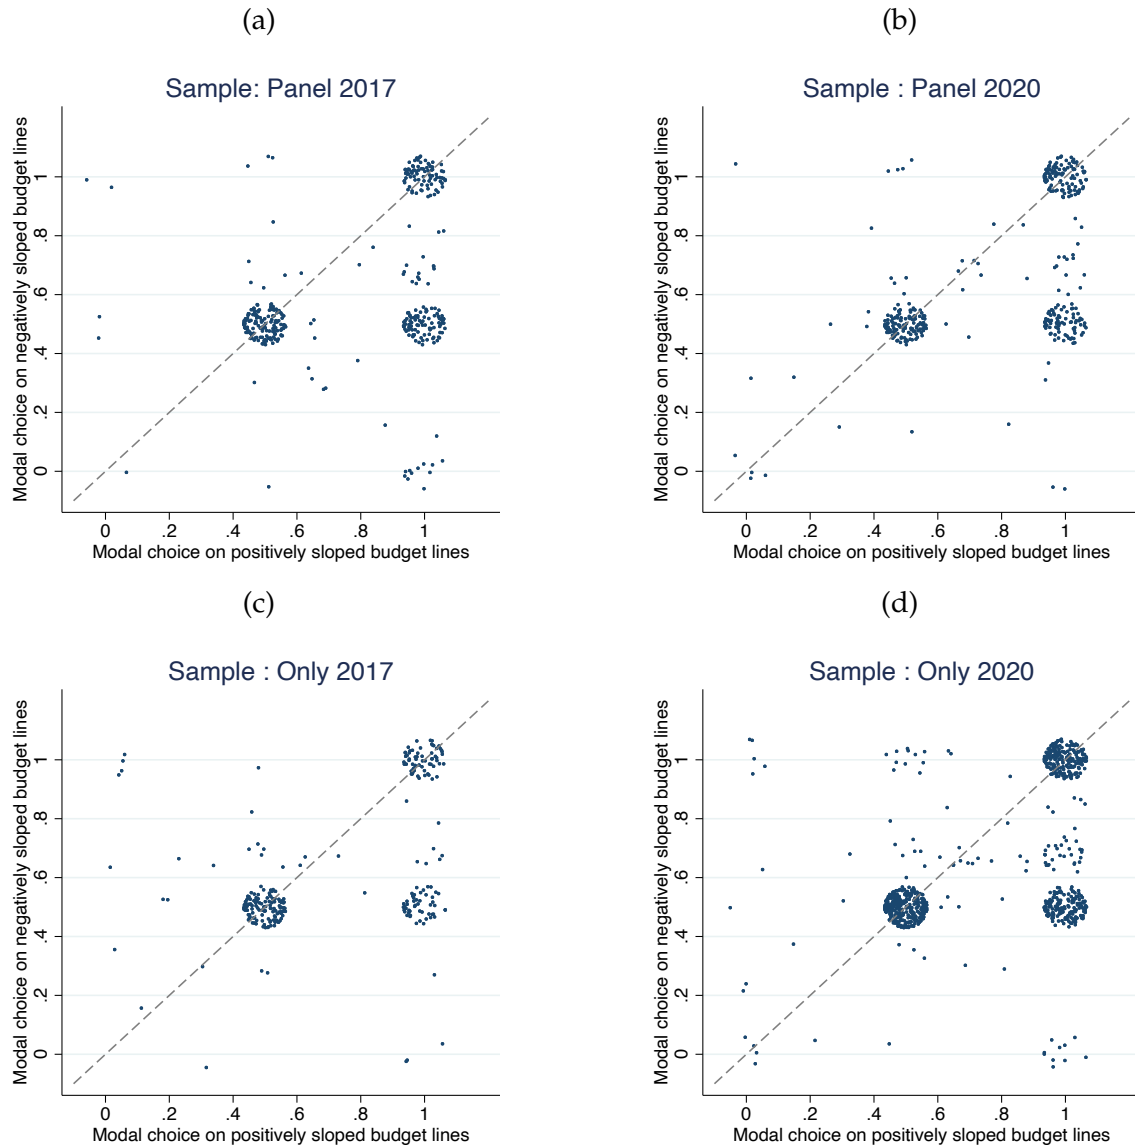 (a)
Sample: Panel 2017
Modal choice on negatively sloped budget lines
1
.8
.6
.4
.2
0
0 .2 .4 .6 .8 1
Modal choice on positively sloped budget lines
(b)
Sample : Panel 2020
Modal choice on negatively sloped budget lines
1
.8
.6
.4
.2
0
0 .2 .4 .6 .8 1
Modal choice on positively sloped budget lines
(c)
Sample : Only 2017
Modal choice on negatively sloped budget lines
1
.8
.6
.4
.2
0
0 .2 .4 .6 .8 1
Modal choice on positively sloped budget lines
(d)
Sample : Only 2020
Modal choice on negatively sloped budget lines
1
.8
.6
.4
.2
0
0 .2 .4 .6 .8 1
Modal choice on positively sloped budget lines